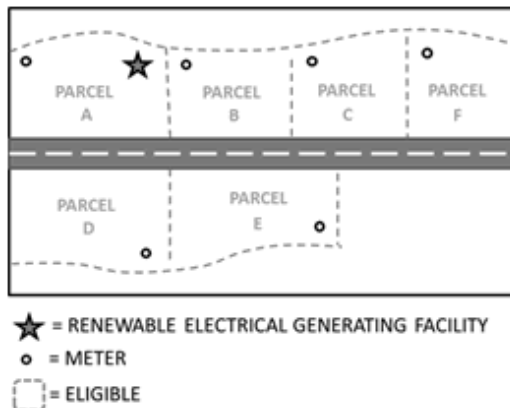 PARCEL
A
PARCEL
B
PARCEL
C
PARCEL
F
PARCEL
D
PARCEL
E
= RENEWABLE ELECTRICAL GENERATING FACILITY
= METER
= ELIGIBLE